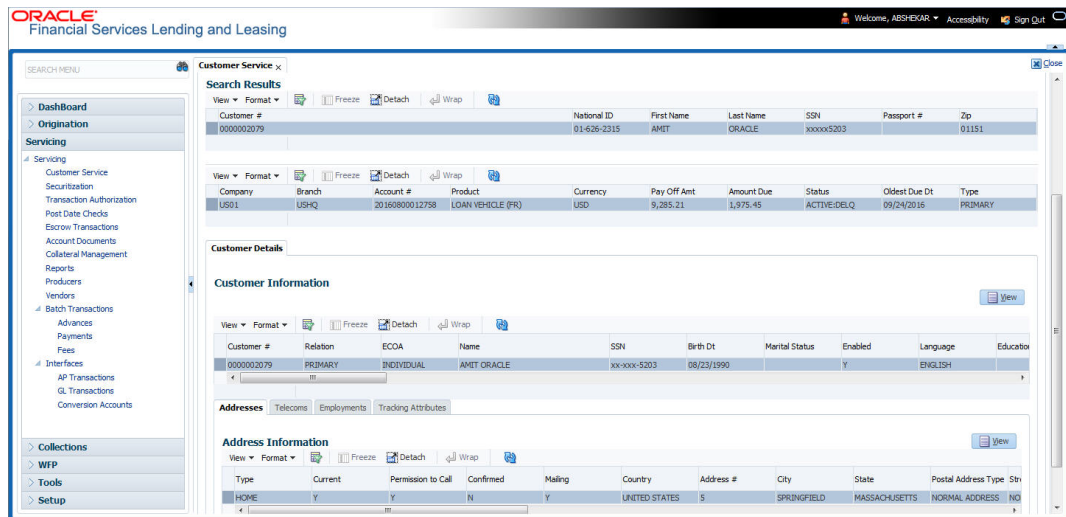 ORACLE®
Financial Services Lending and Leasing
Welcome, ABSHEKAR Accessibility Sign Out
Close
SEARCH MENU
DashBoard
Origination
Servicing
Servicing
Customer Service
Securitization
Transaction Authorization
Post Date Checks
Escrow Transactions
Account Documents
Collateral Management
Reports
Producers
Vendors
Batch Transactions
Advances
Payments
Fees
Interfaces
AP Transactions
GL Transactions
Conversion Accounts
Collections
WFP
Tools
Setup
Customer Service x
Search Results
View Format Freeze Detach Wrap
Customer # National ID First Name Last Name SSN Passport # Zip
0000002079 01-626-2315 AMIT ORACLE xxxxx5203 01151
View Format Freeze Detach Wrap
Company Branch Account # Product Currency Pay Off Amt Amount Due Status Oldest Due Dt Type
US01 USHQ 20160800012758 LOAN VEHICLE (FR) USD 9,285.21 1,975.45 ACTIVE:DELQ 09/24/2016 PRIMARY
Customer Details
Customer Information
View
View Format Freeze Detach Wrap
Customer # Relation ECOA Name SSN Birth Dt Marital Status Enabled Language Education
0000002079 PRIMARY INDIVIDUAL AMIT ORACLE xx-xxx-5203 08/23/1990 Y ENGLISH
Addresses Telecoms Employments Tracking Attributes
Address Information
View
View Format Freeze Detach Wrap
Type Current Permission to Call Confirmed Mailing Country Address # City State Postal Address Type Stre
HOME Y Y N Y UNITED STATES 5 SPRINGFIELD MASSACHUSETTS NORMAL ADDRESS NO